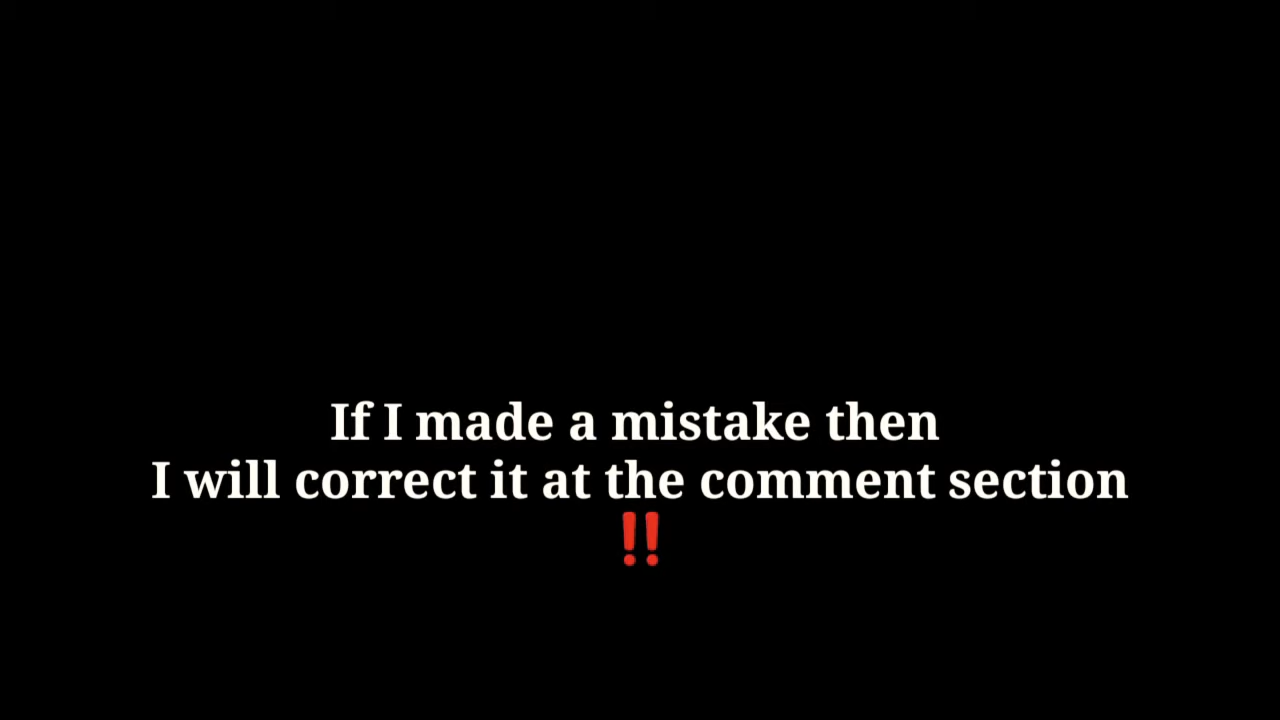 If I made a mistake then
I will correct it at the comment section
‼️